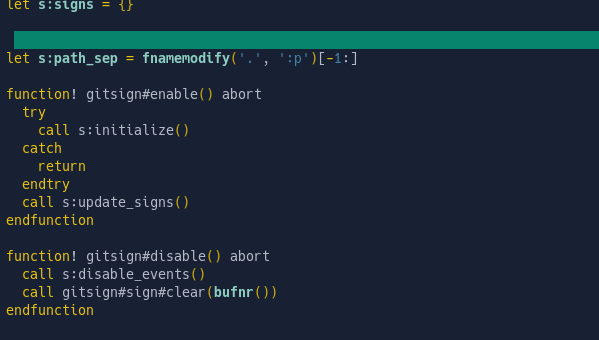 let s:signs = {}
let s:path_sep = fnamemodify('.', ':p')[-1:]
function! gitsign#enable() abort
try
call s:initialize()
catch
return
endtry
call s:update_signs()
endfunction
function! gitsign#disable() abort
call s:disable_events()
call gitsign#sign#clear(bufnr())
endfunction